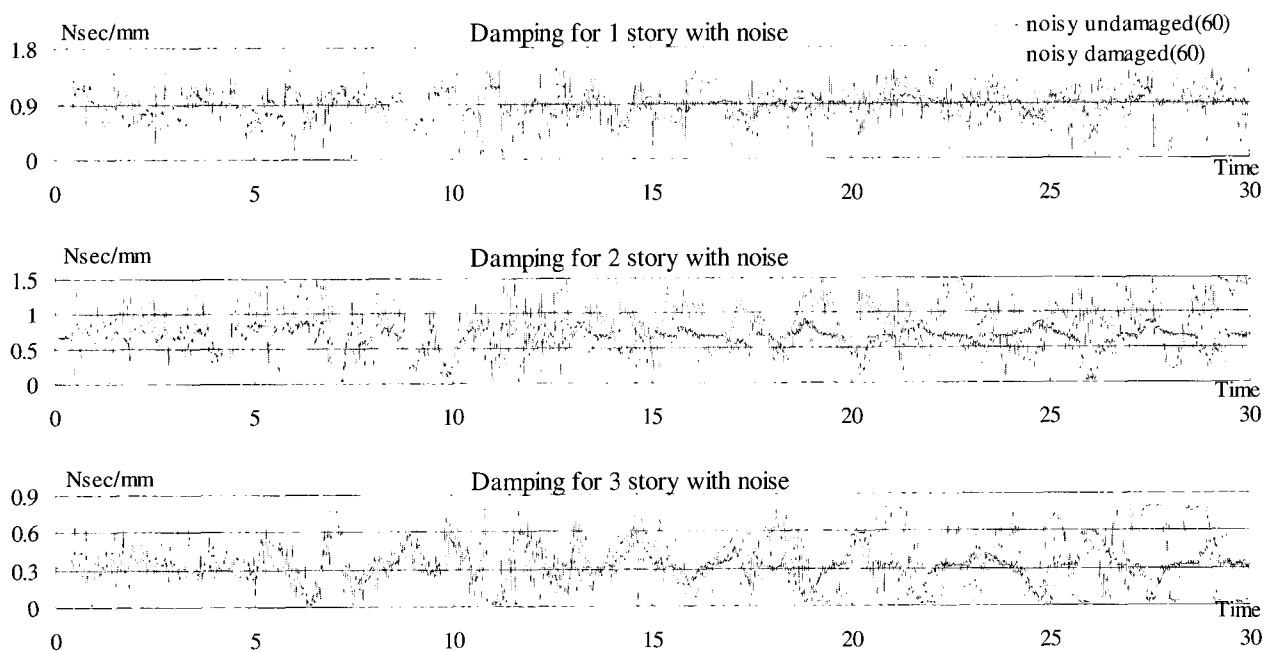 Nsec/mm
Damping for 1 story with noise
noisy undamaged(60)
noisy damaged(60)
1.8
0.9
0
Time
0 5 10 15 20 25 30
Nsec/mm
Damping for 2 story with noise
1.5
1
0.5
0
Time
0 5 10 15 20 25 30
Nsec/mm
Damping for 3 story with noise
0.9
0.6
0.3
0
Time
0 5 10 15 20 25 30